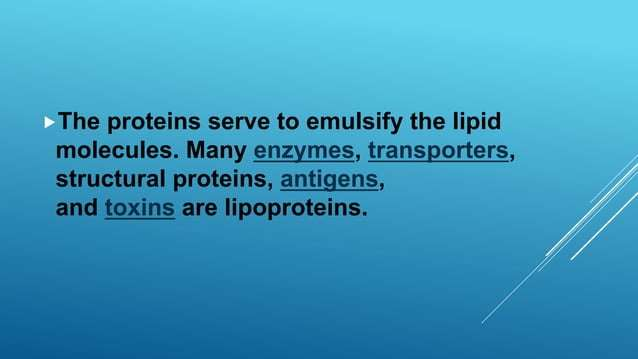 The proteins serve to emulsify the lipid
molecules. Many enzymes, transporters,
structural proteins, antigens,
and toxins are lipoproteins.